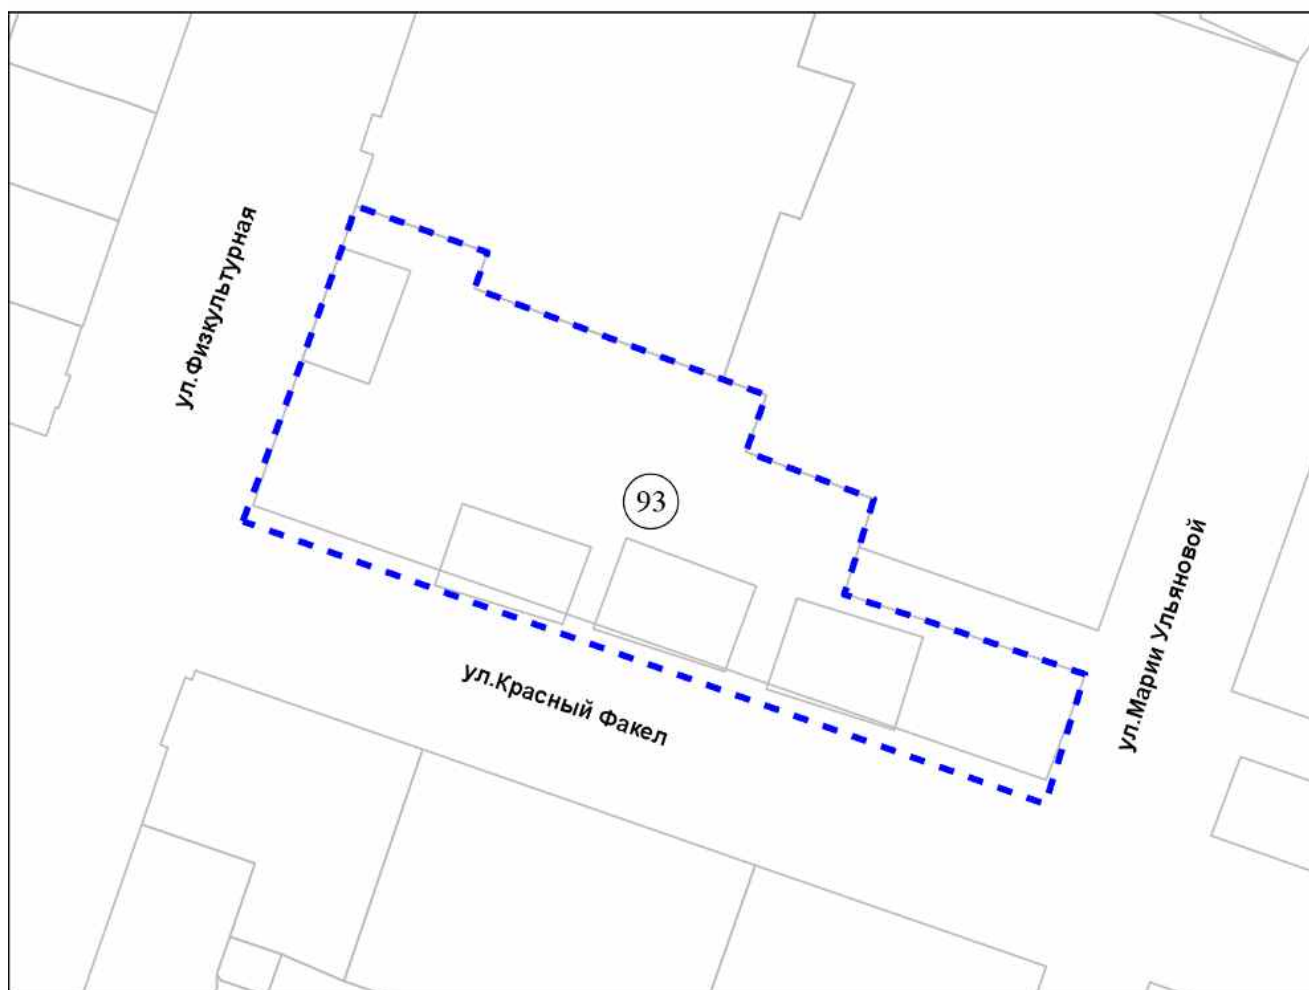 ул.Физкультурная
93
ул.Марии Ульяновой
ул.Красный Факел